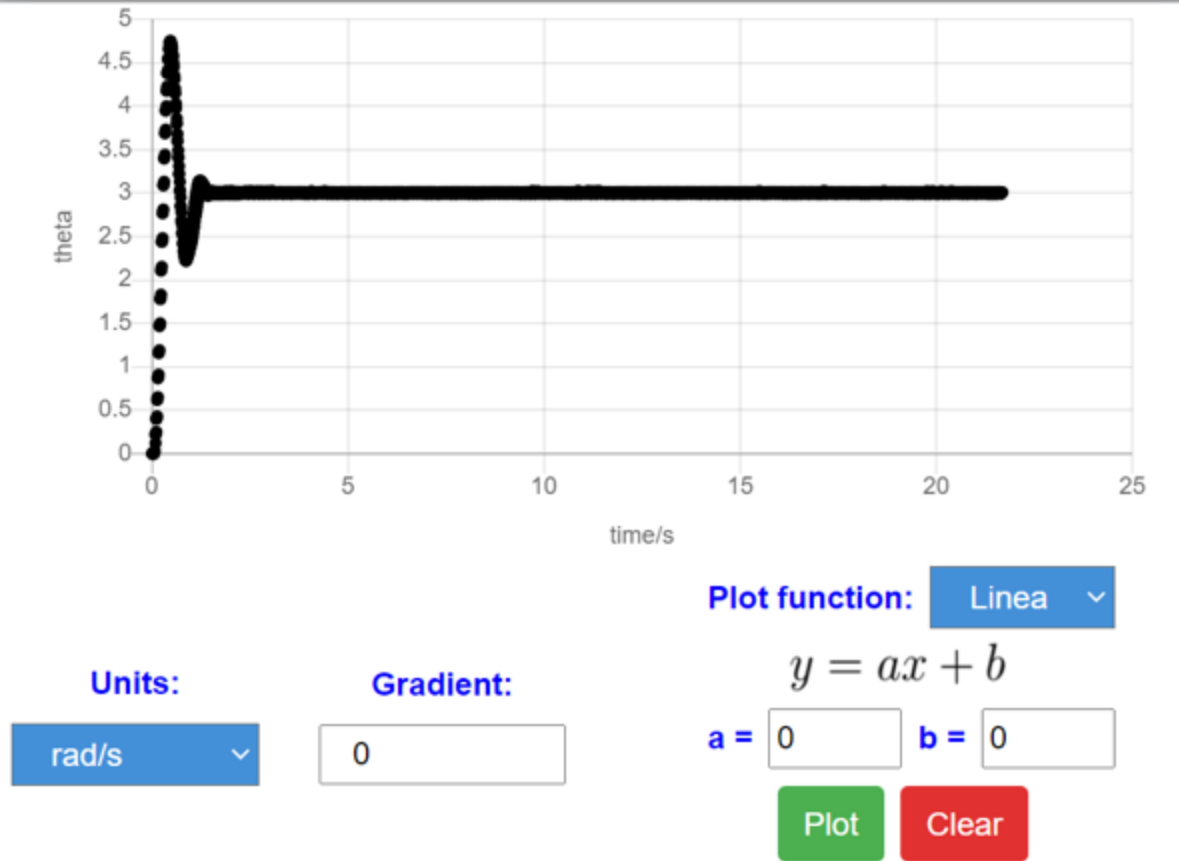 5
4.5
4
3.5
3
2.5
2
1.5
1
0.5
0
theta
0 5 10 15 20 25
time/s
Plot function: Linea
y = ax + b
Units: Gradient:
rad/s 0
a = 0 b = 0
Plot Clear